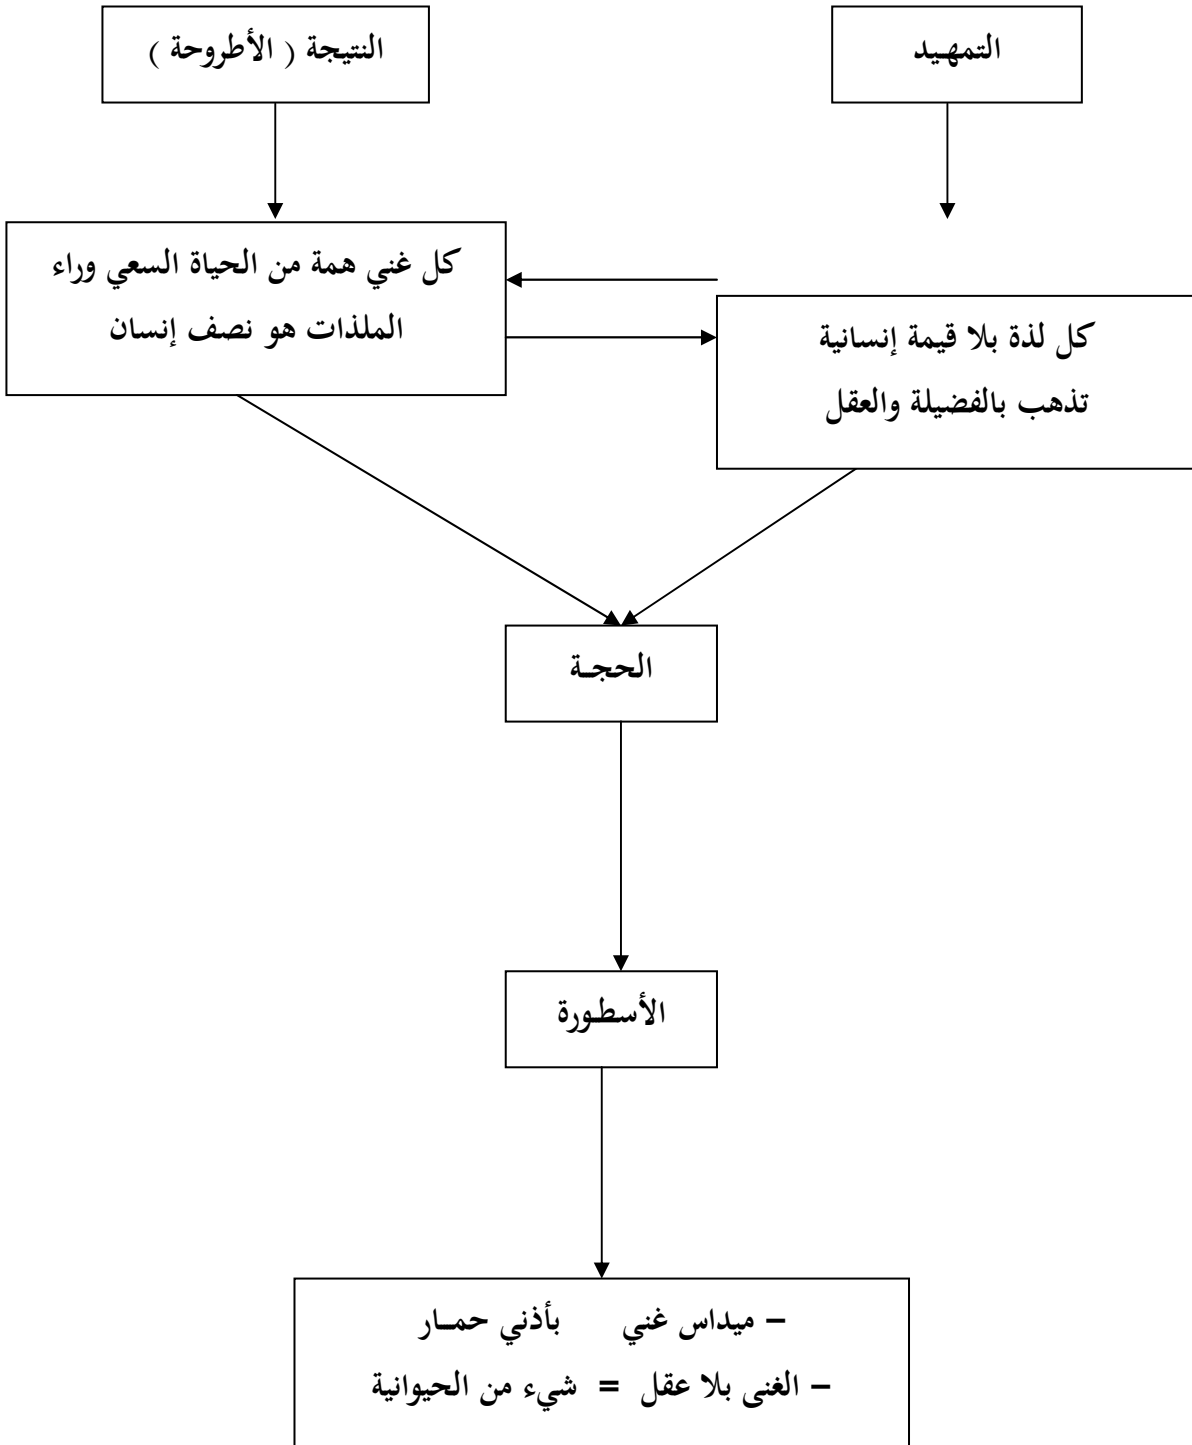 التمهيد
النتيجة ( الأطروحة )
كل غني همة من الحياة السعي وراء
الملذات هو نصف إنسان
كل لذة بلا قيمة إنسانية
تذهب بالفضيلة والعقل
الحجة
الأسطورة
– ميداس غني بأذني حمار
– الغنى بلا عقل = شيء من الحيوانية